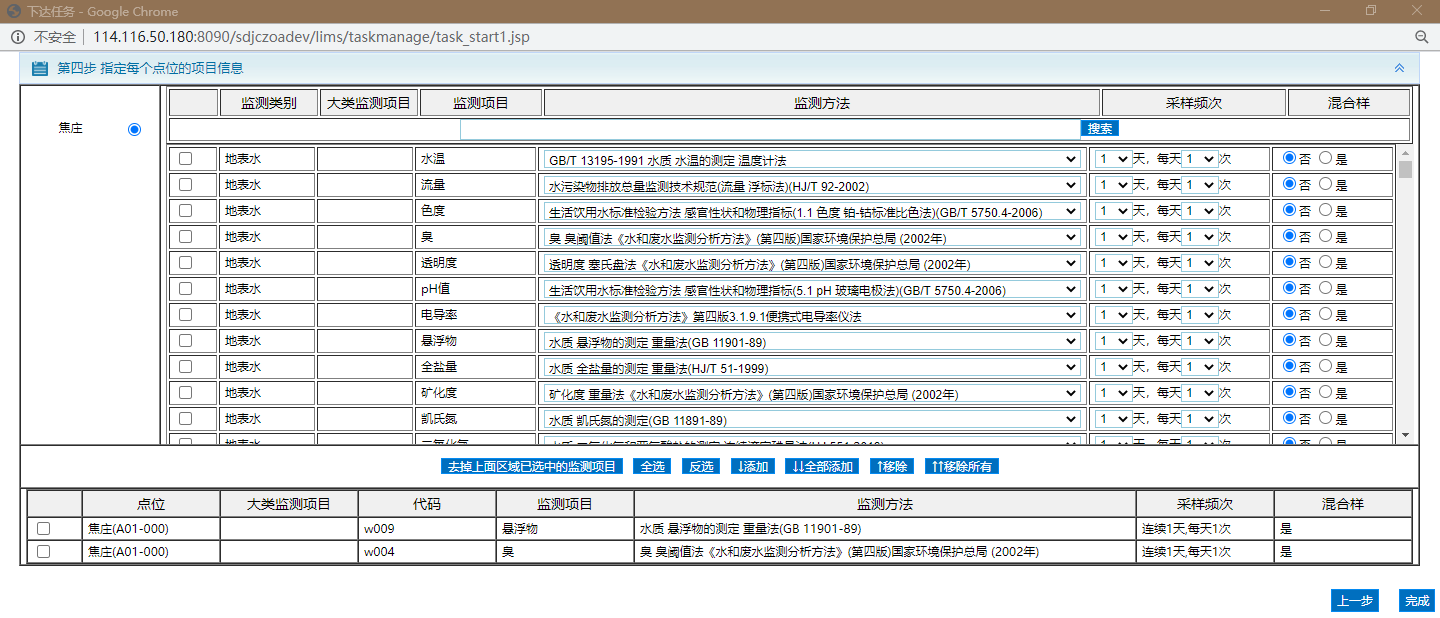 下达任务 - Google Chrome
不安全 114.116.50.180:8090/sdjczoadev/lims/taskmanage/task_start1.jsp
第四步 指定每个点位的项目信息
焦庄
监测类别 大类监测项目 监测项目 监测方法 采样频次 混合样
搜索
地表水 水温 GB/T 13195-1991 水质 水温的测定 温度计法 1 天，每天 1 次 否 是
地表水 流量 水污染物排放总量监测技术规范(流量 浮标法)(HJ/T 92-2002) 1 天，每天 1 次 否 是
地表水 色度 生活饮用水标准检验方法 感官性状和物理指标(1.1 色度 铂-钴标准比色法)(GB/T 5750.4-2006) 1 天，每天 1 次 否 是
地表水 臭 臭 臭阈值法《水和废水监测分析方法》(第四版)国家环境保护总局 (2002年) 1 天，每天 1 次 否 是
地表水 透明度 透明度 塞氏盘法《水和废水监测分析方法》(第四版)国家环境保护总局 (2002年) 1 天，每天 1 次 否 是
地表水 pH值 生活饮用水标准检验方法 感官性状和物理指标(5.1 pH 玻璃电极法)(GB/T 5750.4-2006) 1 天，每天 1 次 否 是
地表水 电导率 《水和废水监测分析方法》第四版3.1.9.1便携式电导率仪法 1 天，每天 1 次 否 是
地表水 悬浮物 水质 悬浮物的测定 重量法(GB 11901-89) 1 天，每天 1 次 否 是
地表水 全盐量 水质 全盐量的测定 重量法(HJ/T 51-1999) 1 天，每天 1 次 否 是
地表水 矿化度 矿化度 重量法《水和废水监测分析方法》(第四版)国家环境保护总局 (2002年) 1 天，每天 1 次 否 是
地表水 凯氏氮 水质 凯氏氮的测定(GB 11891-89) 1 天，每天 1 次 否 是
去掉上面区域已选中的监测项目 全选 反选 ↓添加 ↓↓全部添加 ↑移除 ↑↑移除所有
点位 大类监测项目 代码 监测项目 监测方法 采样频次 混合样
焦庄(A01-000) w009 悬浮物 水质 悬浮物的测定 重量法(GB 11901-89) 连续1天,每天1次 是
焦庄(A01-000) w004 臭 臭 臭阈值法《水和废水监测分析方法》(第四版)国家环境保护总局 (2002年) 连续1天,每天1次 是
上一步 完成